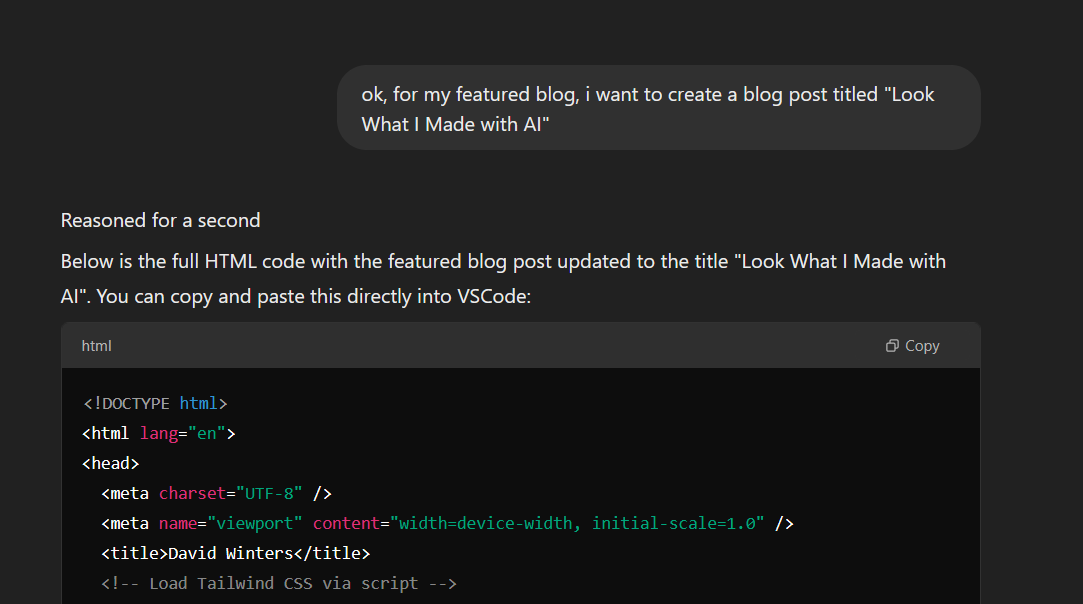 ok, for my featured blog, i want to create a blog post titled "Look
What I Made with AI"
Reasoned for a second
Below is the full HTML code with the featured blog post updated to the title "Look What I Made with
AI". You can copy and paste this directly into VSCode:
html Copy
<!DOCTYPE html>
<html lang="en">
<head>
<meta charset="UTF-8" />
<meta name="viewport" content="width=device-width, initial-scale=1.0" />
<title>David Winters</title>
<!-- Load Tailwind CSS via script -->